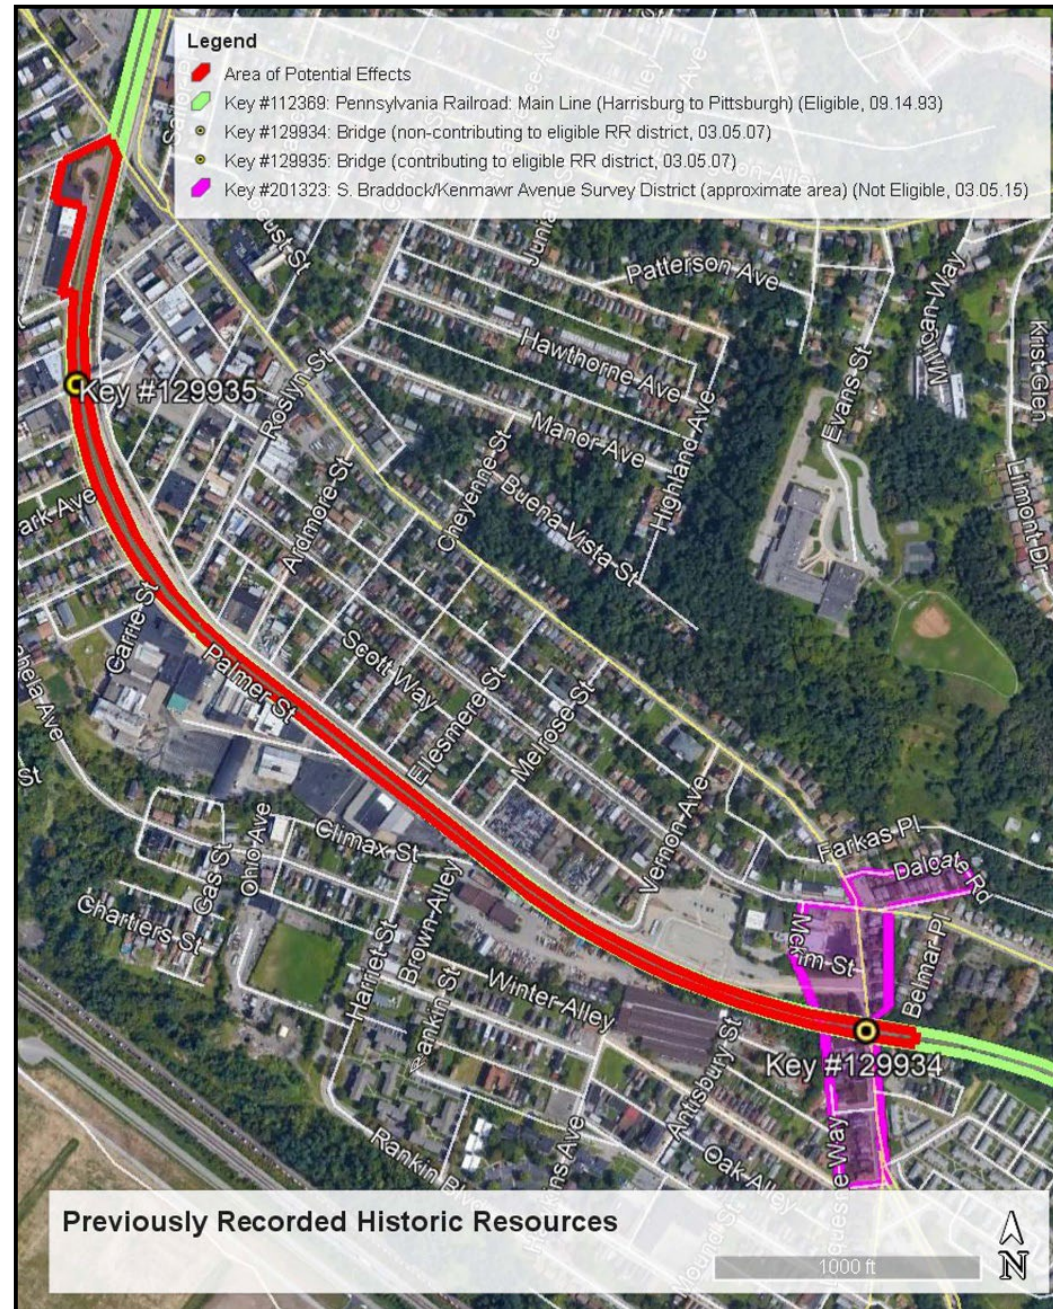 Legend
Area of Potential Effects
Key #112369: Pennsylvania Railroad: Main Line (Harrisburg to Pittsburgh) (Eligible, 09.14.93)
Key #129934: Bridge (non-contributing to eligible RR district, 03.05.07)
Key #129935: Bridge (contributing to eligible RR district, 03.05.07)
Key #201323: S. Braddock/Kenmawr Avenue Survey District (approximate area) (Not Eligible, 03.05.15)
Patterson Ave
Hawthorne Ave
Manor Ave
Buena Vista St
Highland Ave
Evans St
Krist Glen
Limont Dr
Key #129935
Roslyn St
Ardmore St
Cheyenne St
ark Ave
Garrie St
Palmer St
Scott Way
Ellesmere St
Melrose St
Vernon Ave
Farkas Pl
Dalgate Rd
Mckim St
Belmar Pl
St
Gas St
Ohio Ave
Climax St
Chartiers St
Harriet St
Brown Alley
Rankin St
Winter Alley
Antisbury St
Key #129934
Oak Alley
Rankin Blvd
Previously Recorded Historic Resources
1000 ft
N